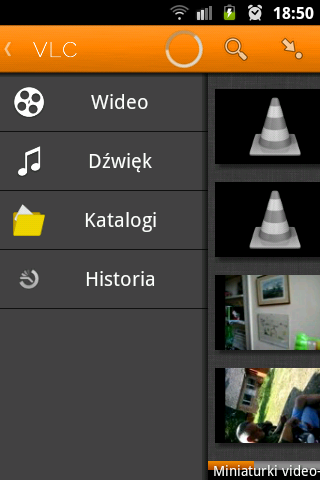 18:50
VLC
Wideo
Dźwięk
Katalogi
Historia
Miniaturki video-